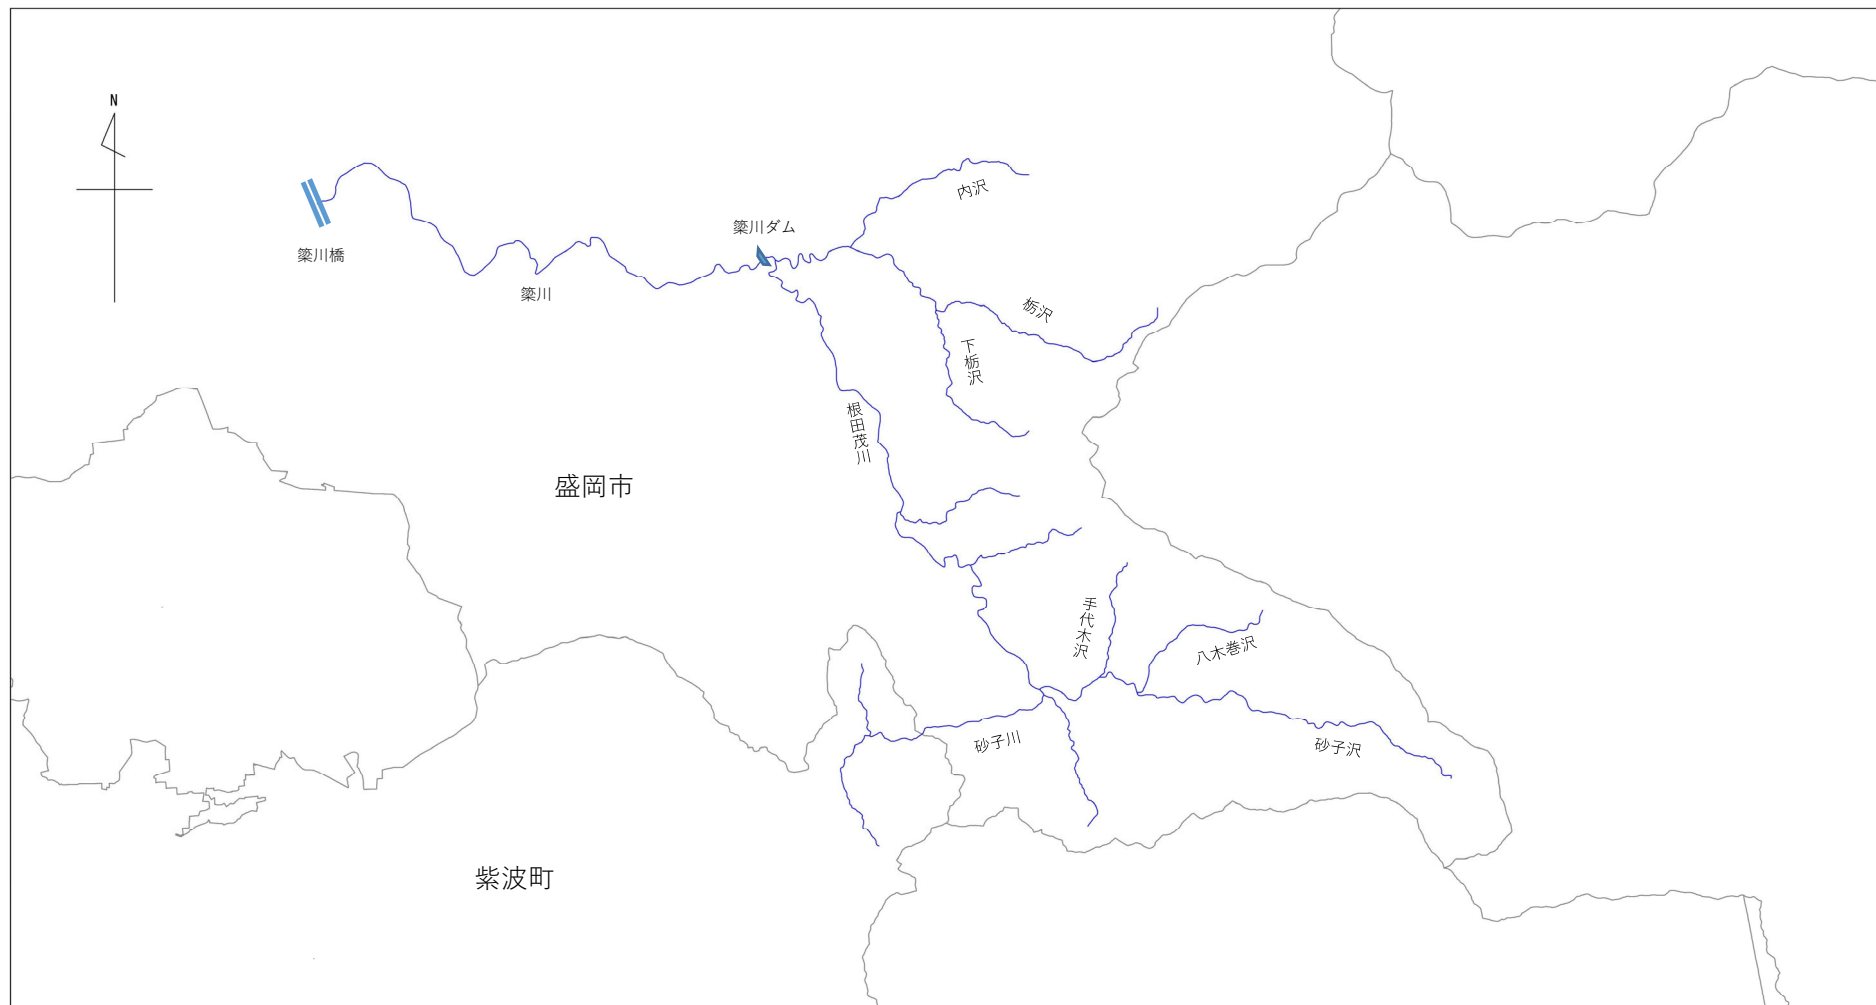 N
内沢
簗川ダム
簗川橋
簗川
栃沢
下栃沢
根田茂川
盛岡市
手代木沢
八木巻沢
砂子川
砂子沢
紫波町